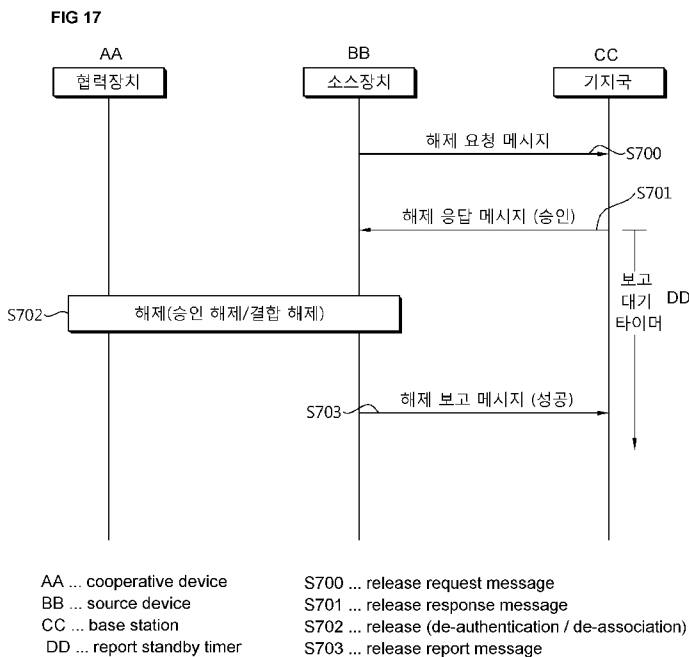 FIG 17
AA
BB
CC
협력장치
소스장치
기지국
해제 요청 메시지
S700
해제 응답 메시지 (승인)
S701
보고
대기
타이머
DD
S702
해제(승인 해제/결합 해제)
S703
해제 보고 메시지 (성공)
AA ... cooperative device
BB ... source device
CC ... base station
DD ... report standby timer
S700 ... release request message
S701 ... release response message
S702 ... release (de-authentication / de-association)
S703 ... release report message